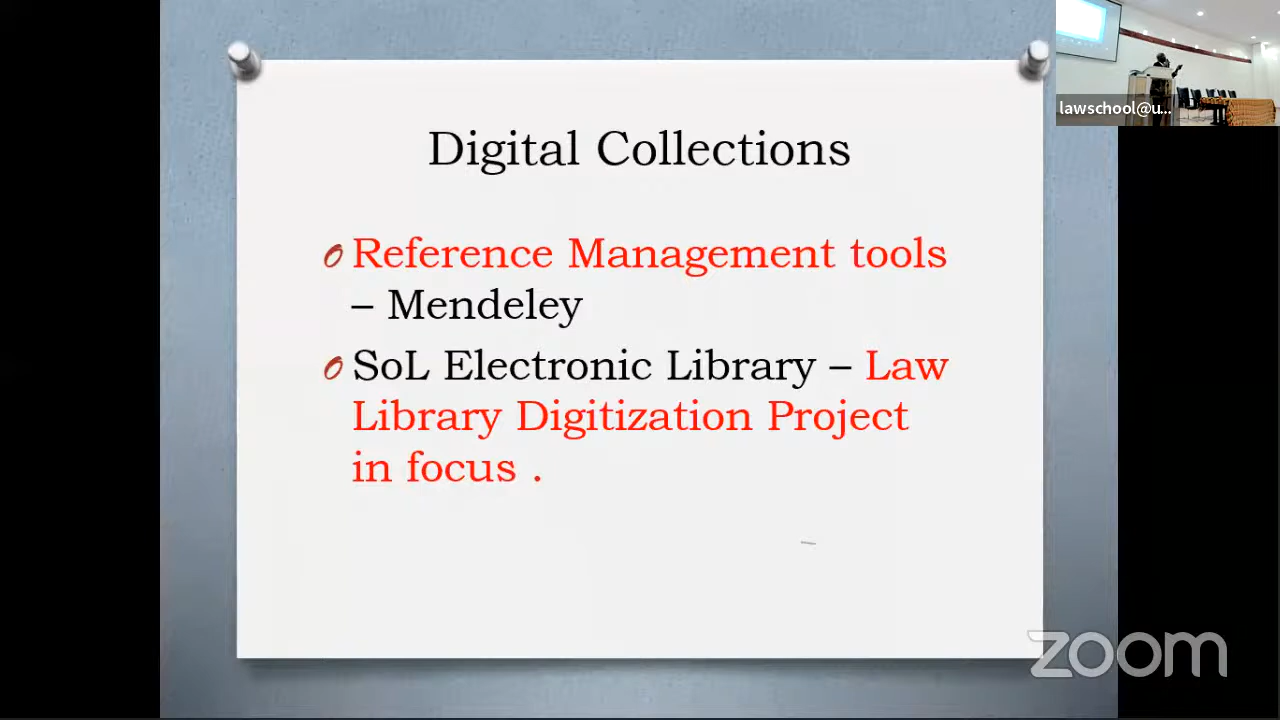 lawschool@u...
Digital Collections
Reference Management tools
– Mendeley
SoL Electronic Library – Law
Library Digitization Project
in focus .
zoom